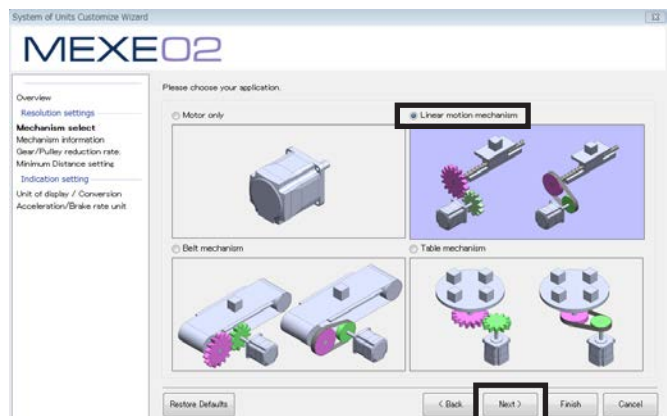 System of Units Customize Wizard
MEXE02
Please choose your application.
Overview
Resolution settings
Mechanism select
Mechanism information
Gear/Pulley reduction rate.
Minimum Distance setting
Indication setting
Unit of display / Conversion
Acceleration/Brake rate unit
Motor only
Linear motion mechanism
Belt mechanism
Table mechanism
Restore Defaults
< Back
Next >
Finish
Cancel